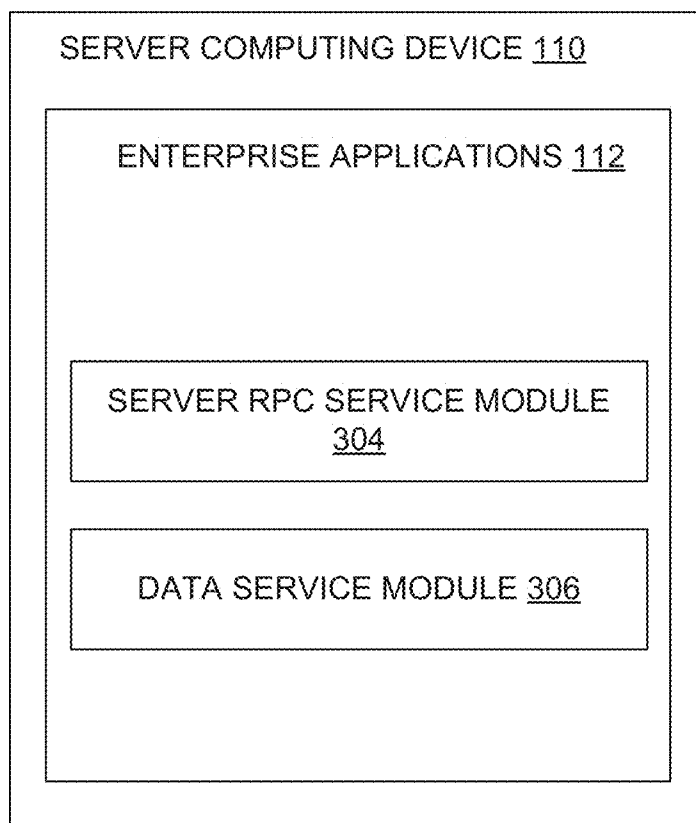 SERVER COMPUTING DEVICE 110
ENTERPRISE APPLICATIONS 112
SERVER RPC SERVICE MODULE
304
DATA SERVICE MODULE 306